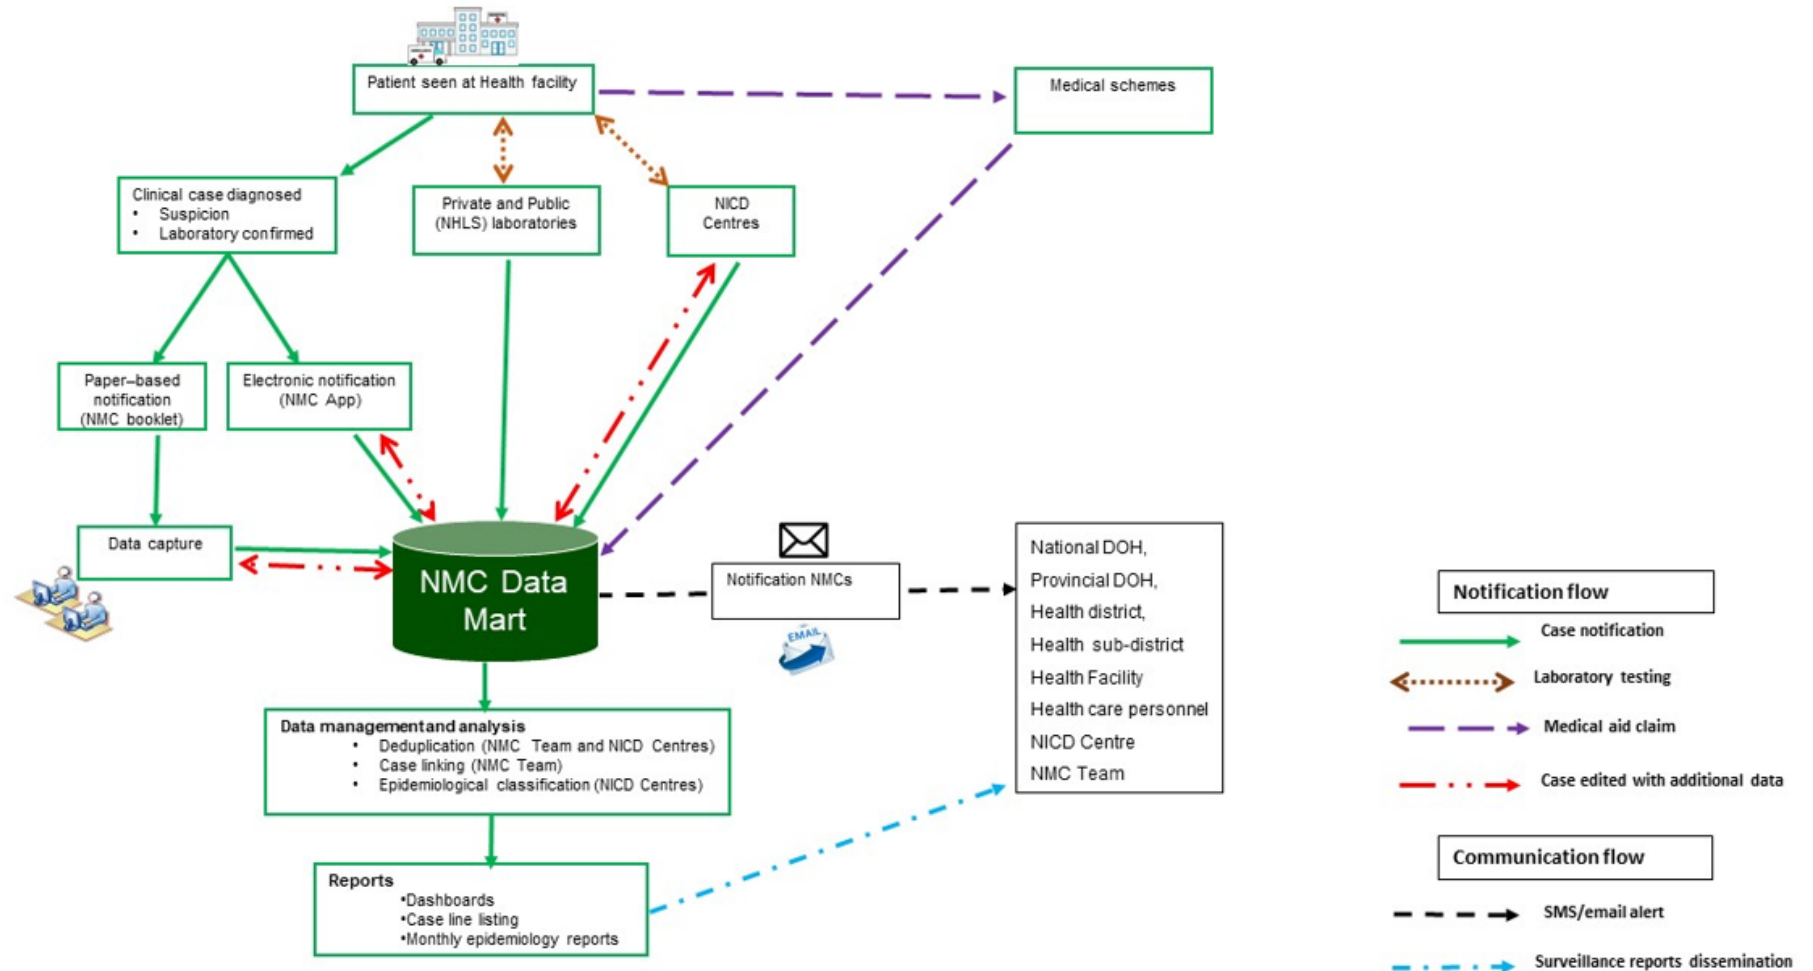 Patient seen at Health facility
Medical schemes
Clinical case diagnosed
• Suspicion
• Laboratory confirmed
Private and Public
(NHLS) laboratories
NICD
Centres
Paper–based
notification
(NMC booklet)
Electronic notification
(NMC App)
Data capture
NMC Data
Mart
Notification NMCs
EMAIL
National DOH,
Provincial DOH,
Health district,
Health sub-district
Health Facility
Health care personnel
NICD Centre
NMC Team
Data management and analysis
• Deduplication (NMC Team and NICD Centres)
• Case linking (NMC Team)
• Epidemiological classification (NICD Centres)
Reports
•Dashboards
•Case line listing
•Monthly epidemiology reports
Notification flow
Case notification
Laboratory testing
Medical aid claim
Case edited with additional data
Communication flow
SMS/email alert
Surveillance reports dissemination